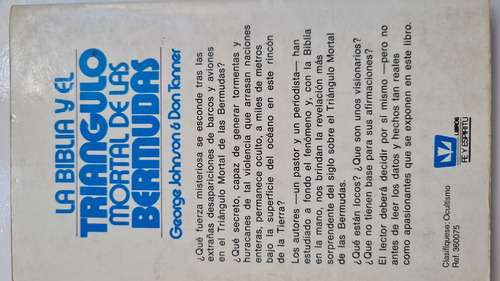 LA BIBLIA Y EL
TRIANGULO
MORTAL DE LAS
BERMUDAS
George Johnson & Don Tanner
¿Qué fuerza misteriosa se esconde tras las
extrañas desapariciones de barcos y aviones
en el Triángulo Mortal de las Bermudas?
¿Qué secreto, capaz de generar tormentas y
huracanes de tal violencia que arrasan naciones
enteras, permanece oculto, a miles de metros
bajo la superficie del océano en este rincón
de la Tierra?
Los autores —un pastor y un periodista— han
estudiado a fondo el fenómeno y, con la Biblia
en la mano, nos brindan la revelación más
sorprendente del siglo sobre el Triángulo Mortal
de las Bermudas.
¿Qué están locos? ¿Que son unos visionarios?
¿Que no tienen base para sus afirmaciones?
El lector deberá decidir por sí mismo —pero no
antes de leer los datos y hechos tan reales
como apasionantes que se exponen en este libro.
LIBROS
FE Y ESPIRITU
Clasifíquese: Ocultismo
Ref. 360075